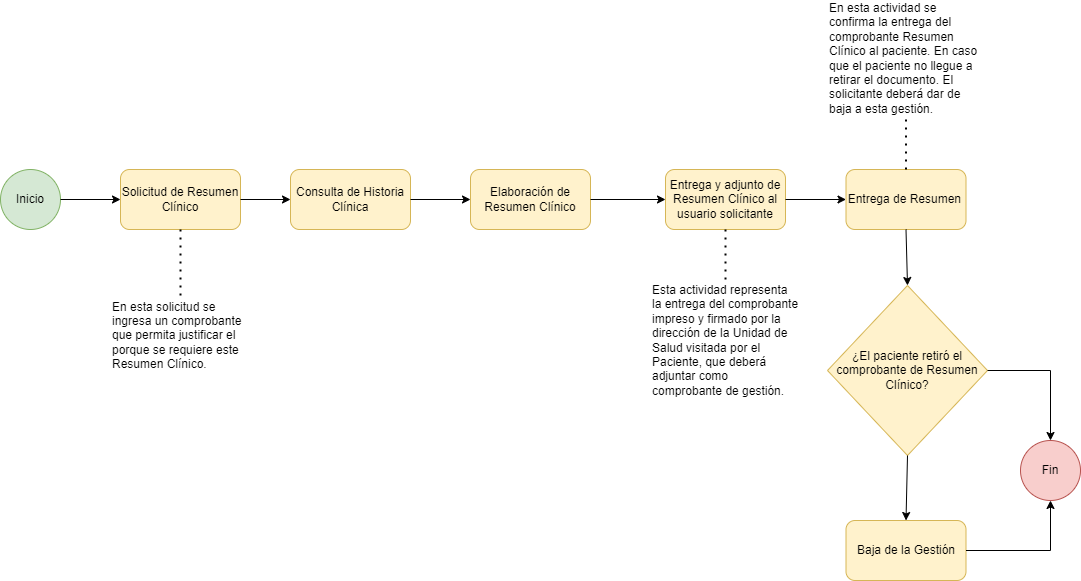 En esta actividad se
confirma la entrega del
comprobante Resumen
Clínico al paciente. En caso
que el paciente no llegue a
retirar el documento. El
solicitante deberá dar de
baja a esta gestión.
Inicio
Solicitud de Resumen
Clínico
Consulta de Historia
Clínica
Elaboración de
Resumen Clínico
Entrega y adjunto de
Resumen Clínico al
usuario solicitante
Entrega de Resumen
En esta solicitud se
ingresa un comprobante
que permita justificar el
porque se requiere este
Resumen Clínico.
Esta actividad representa
la entrega del comprobante
impreso y firmado por la
dirección de la Unidad de
Salud visitada por el
Paciente, que deberá
adjuntar como
comprobante de gestión.
¿El paciente retiró el
comprobante de Resumen
Clínico?
Fin
Baja de la Gestión